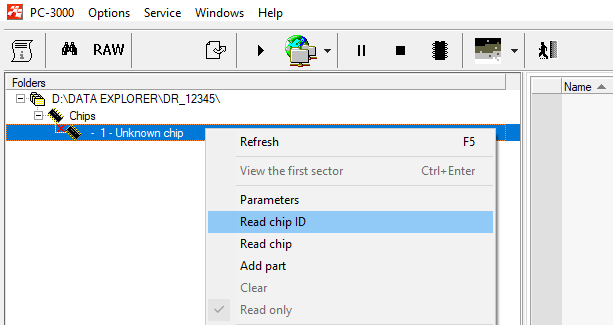 PC-3000 Options Service Windows Help
RAW
Folders
Name
D:\DATA EXPLORER\DR_12345\
Chips
- 1 - Unknown chip
Refresh F5
View the first sector Ctrl+Enter
Parameters
Read chip ID
Read chip
Add part
Clear
Read only